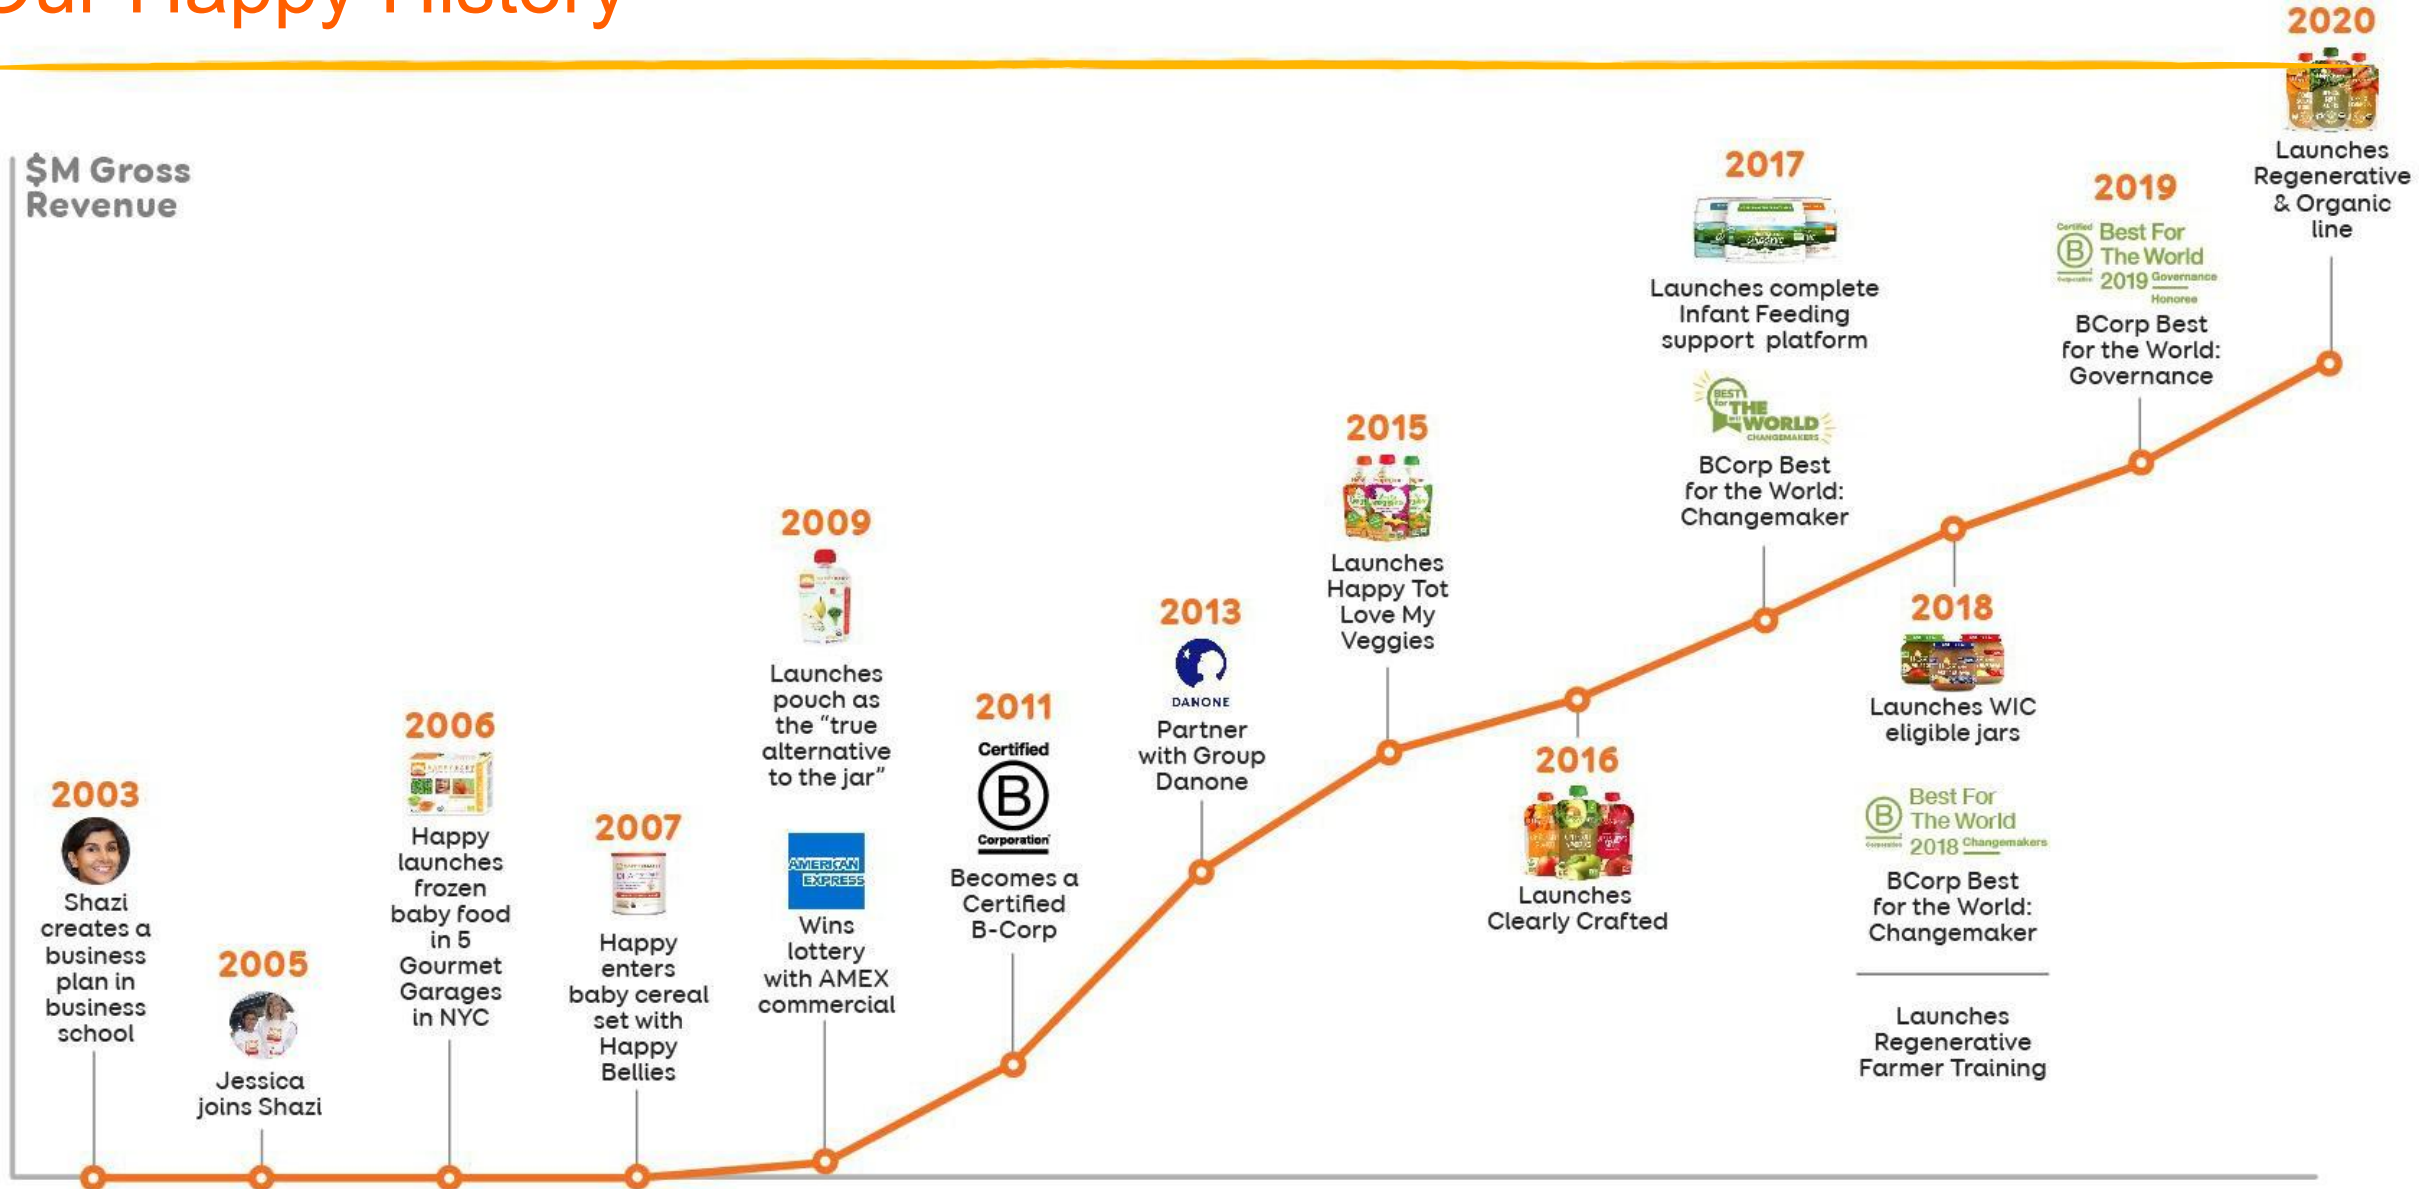 Our Happy History
$M Gross
Revenue
2003
Shazi
creates a
business
plan in
business
school
2005
Jessica
joins Shazi
2006
Happy
launches
frozen
baby food
in 5
Gourmet
Garages
in NYC
2007
Happy
enters
baby cereal
set with
Happy
Bellies
2009
Launches
pouch as
the “true
alternative
to the jar”
AMERICAN
EXPRESS
Wins
lottery
with AMEX
commercial
2011
Certified
B
Corporation
Becomes a
Certified
B-Corp
2013
DANONE
Partner
with Group
Danone
2015
Launches
Happy Tot
Love My
Veggies
2016
Launches
Clearly Crafted
2017
organic
Launches complete
Infant Feeding
support platform
BEST
for THE
WORLD
CHANGEMAKERS
BCorp Best
for the World:
Changemaker
2018
Launches WIC
eligible jars
B
Best For
The World
2018 Changemakers
BCorp Best
for the World:
Changemaker
Launches
Regenerative
Farmer Training
2019
Certified
B
Corporation
Best For
The World
2019 Governance
Honoree
BCorp Best
for the World:
Governance
2020
Launches
Regenerative
& Organic
line